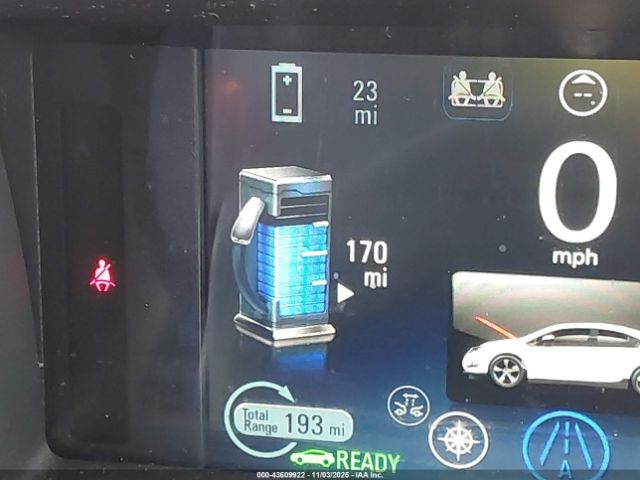 23
mi
0
mph
170
mi
Total
Range 193 mi
READY
A
000-43609922 - 11/03/2025 - IAA Inc.